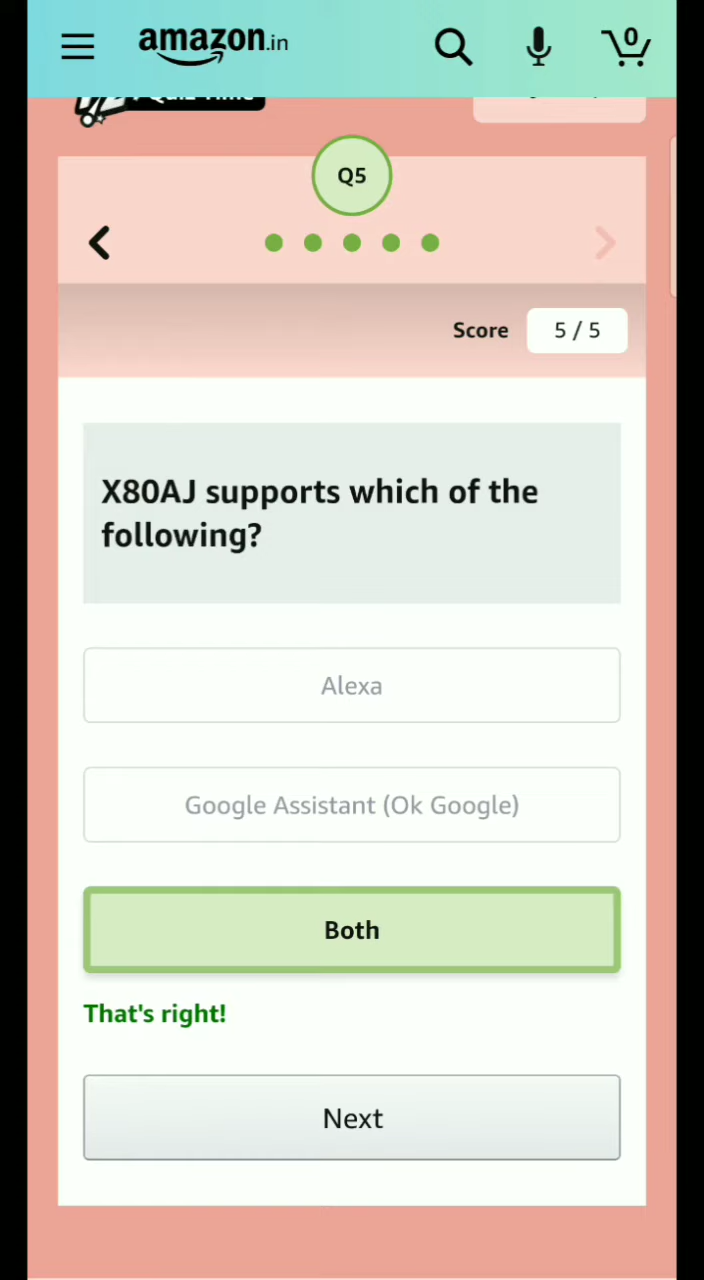 amazon.in
0
Q5
Score 5 / 5
X80AJ supports which of the
following?
Alexa
Google Assistant (Ok Google)
Both
That's right!
Next